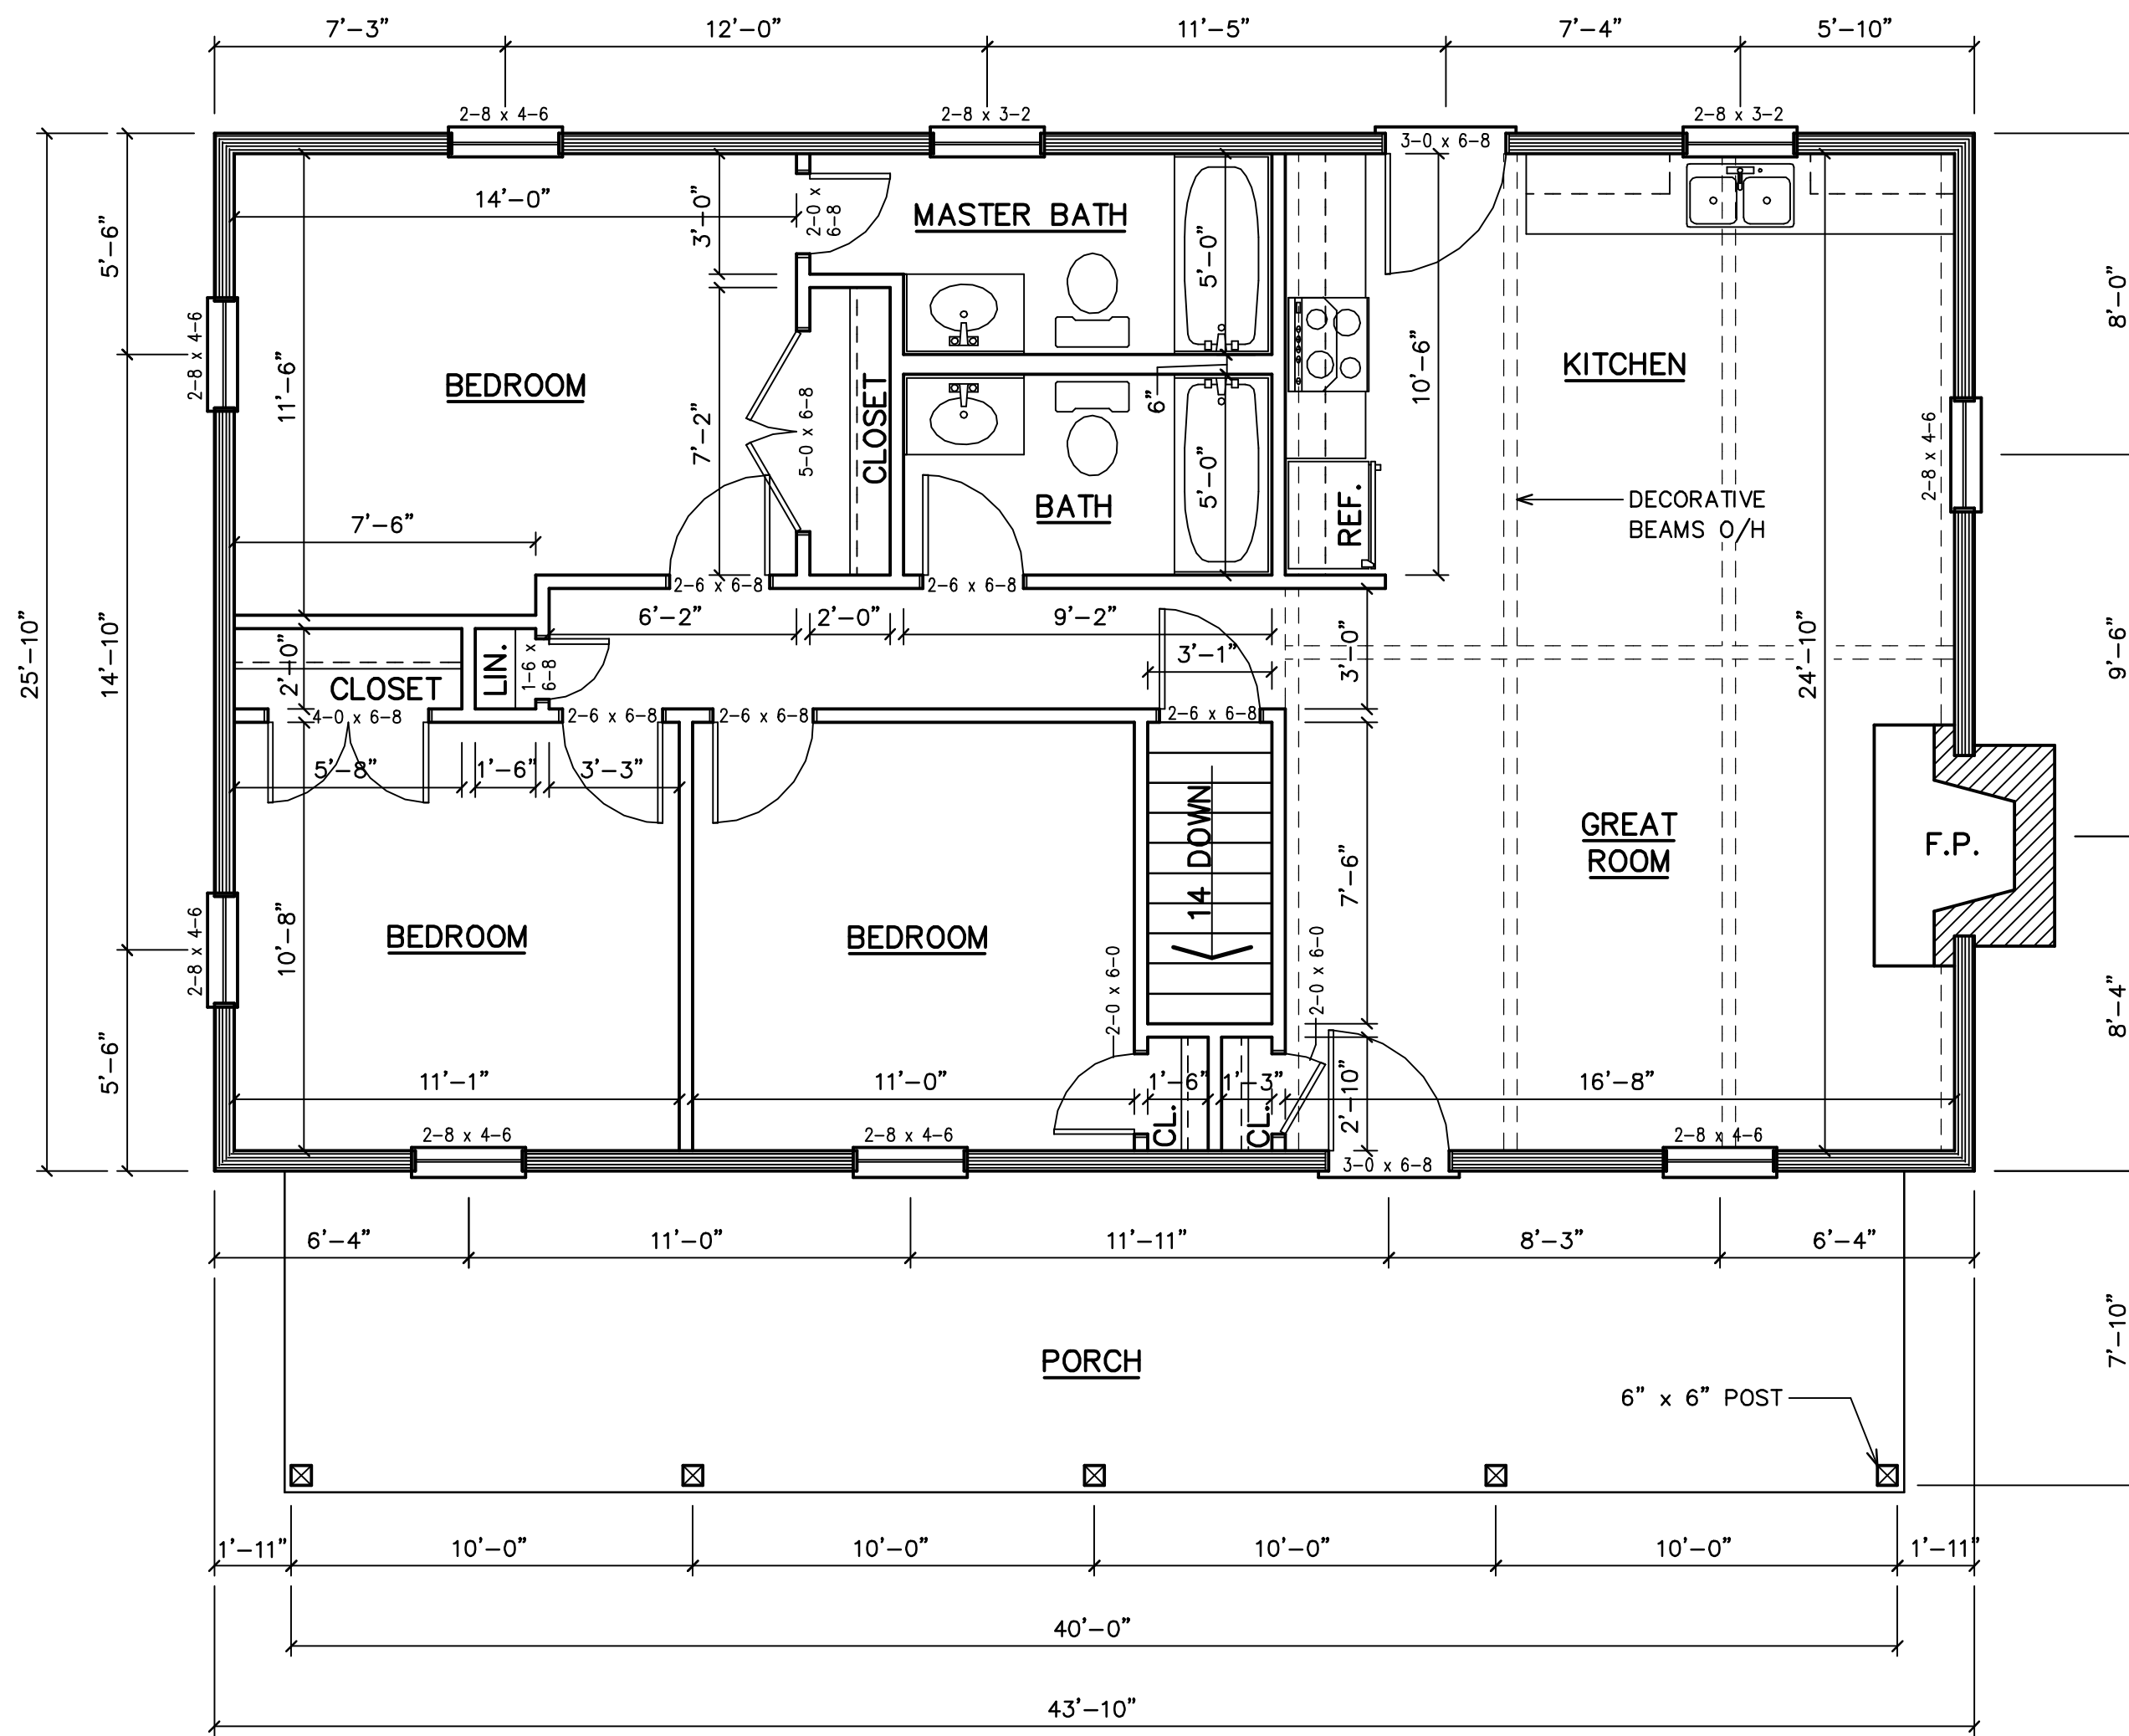 7’–3”
12’–0”
11’–5”
7’–4”
5’–10”
2–8 x 4–6
2–8 x 3–2
3–0 x 6–8
2–8 x 3–2
14’–0”
3’–0”
2–0 x
6–8
MASTER BATH
5’–0”
5’–6”
8’–0”
2–8 x 4–6
11’–6”
BEDROOM
7’–2”
5–0 x 6–8
CLOSET
6”
10’–6”
KITCHEN
2–8 x 4–6
7’–6”
BATH
5’–0”
REF.
DECORATIVE
BEAMS O/H
2–6 x 6–8
2–6 x 6–8
25’–10”
14’–10”
6’–2”
2’–0”
9’–2”
3’–0”
24’–10”
9’–6”
2’–0”
CLOSET
LIN.
1–6 x
6–8
3’–1”
4–0 x 6–8
2–6 x 6–8
2–6 x 6–8
2–6 x 6–8
5’–8”
1’–6”
3’–3”
14 DOWN
7’–6”
GREAT
ROOM
F.P.
2–8 x 4–6
10’–8”
BEDROOM
BEDROOM
2–0 x 6–0
2–0 x 6–0
8’–4”
5’–6”
11’–1”
11’–0”
1’–6”
1’–3”
2’–10”
16’–8”
CL.
CL.
2–8 x 4–6
2–8 x 4–6
3–0 x 6–8
2–8 x 4–6
6’–4”
11’–0”
11’–11”
8’–3”
6’–4”
7’–10”
PORCH
6” x 6” POST
1’–11”
10’–0”
10’–0”
10’–0”
10’–0”
1’–11”
40’–0”
43’–10”